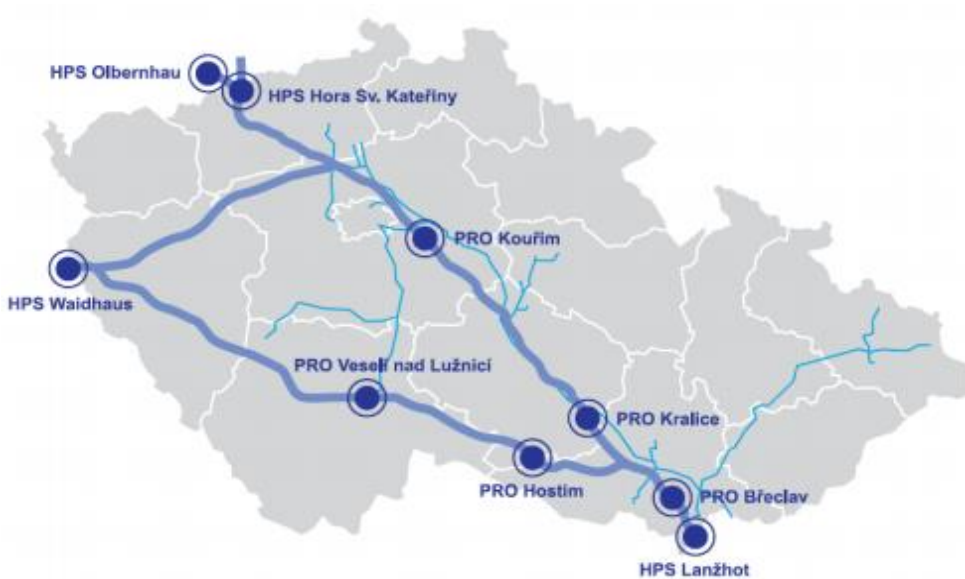 HPS Olbernhau
HPS Hora Sv. Kateřiny
PRO Kouřim
HPS Waidhaus
PRO Veselí nad Lužnicí
PRO Kralice
PRO Hostim
PRO Břeclav
HPS Lanžhot